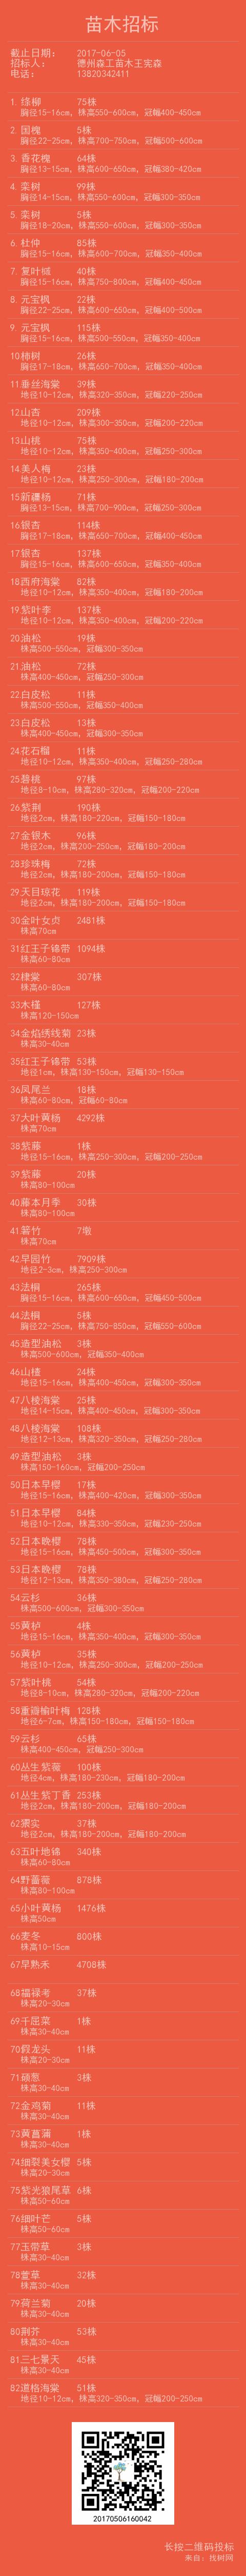 苗木招标
截止日期: 2017-06-05
招标人: 德州森工苗木王宪森
电话: 13820342411
1. 绦柳 75株
胸径15-16cm, 株高550-600cm, 冠幅400-450cm
2. 国槐 5株
胸径22-25cm, 株高700-750cm, 冠幅500-600cm
3. 香花槐 64株
胸径13-15cm, 株高600-650cm, 冠幅380-420cm
4. 栾树 99株
胸径14-15cm, 株高550-600cm, 冠幅300-350cm
5. 栾树 5株
胸径18-20cm, 株高550-600cm, 冠幅300-350cm
6. 杜仲 85株
胸径15-16cm, 株高600-700cm, 冠幅350-400cm
7. 复叶槭 40株
胸径15-16cm, 株高750-800cm, 冠幅400-450cm
8. 元宝枫 22株
胸径22-25cm, 株高600-650cm, 冠幅400-500cm
9. 元宝枫 115株
胸径15-16cm, 株高500-550cm, 冠幅350-400cm
10柿树 26株
胸径17-18cm, 株高650-700cm, 冠幅350-400cm
11.垂丝海棠 39株
地径10-12cm, 株高320-350cm, 冠幅220-250cm
12.山杏 209株
地径10-12cm, 株高300-350cm, 冠幅200-220cm
13.山桃 75株
地径10-12cm, 株高350-400cm, 冠幅250-300cm
14.美人梅 23株
地径10-12cm, 株高250-300cm, 冠幅180-200cm
15新疆杨 71株
胸径13-15cm, 株高700-900cm, 冠幅250-300cm
16银杏 114株
胸径17-18cm, 株高650-700cm, 冠幅400-450cm
17银杏 137株
胸径15-16cm, 株高600-650cm, 冠幅350-400cm
18西府海棠 82株
地径10-12cm, 株高350-400cm, 冠幅180-200cm
19.紫叶李 137株
地径10-12cm, 株高350-400cm, 冠幅200-220cm
20.油松 19株
株高500-550cm, 冠幅300-350cm
21.油松 72株
株高400-450cm, 冠幅250-300cm
22白皮松 11株
株高500-550cm, 冠幅350-400cm
23白皮松 13株
株高400-450cm, 冠幅300-350cm
24.花石榴 11株
地径10-12cm, 株高350-400cm, 冠幅250-280cm
25碧桃 97株
地径8-10cm, 株高280-320cm, 冠幅200-220cm
26.紫荆 190株
地径2cm, 株高180-220cm, 冠幅150-180cm
27金银木 96株
地径2cm, 株高200-250cm, 冠幅180-200cm
28珍珠梅 72株
地径2cm, 株高180-200cm, 冠幅150-180cm
29.天目琼花 119株
地径2cm, 株高180-200cm, 冠幅150-180cm
30金叶女贞 2481株
株高70cm
31红王子锦带 1094株
株高60-80cm
32棣棠 307株
株高60-80cm
33木槿 127株
株高120-150cm
34金焰绣线菊 23株
株高30-40cm
35红王子锦带 53株
地径1cm, 株高130-150cm, 冠幅130-150cm
36凤尾兰 18株
株高60-80cm, 冠幅60-80cm
37大叶黄杨 4292株
株高70cm
38紫藤 1株
地径15-16cm, 株高250-300cm, 冠幅200-250cm
39紫藤 20株
株高80-100cm
40藤本月季 30株
株高80-100cm
41.箬竹 7墩
株高70cm
42.早园竹 7909株
地径2-3cm, 株高250-300cm
43法桐 265株
胸径15-16cm, 株高600-650cm, 冠幅450-500cm
44.法桐 5株
胸径22-25cm, 株高750-850cm, 冠幅550-600cm
45造型油松 3株
株高500-600cm, 冠幅350-400cm
46山楂 24株
地径15-16cm, 株高400-450cm, 冠幅300-350cm
47八棱海棠 25株
地径14-15cm, 株高400-450cm, 冠幅300-350cm
48八棱海棠 108株
地径12-13cm, 株高320-350cm, 冠幅250-280cm
49.造型油松 3株
株高150-160cm, 冠幅200-250cm
50日本早樱 17株
地径15-16cm, 株高400-420cm, 冠幅300-350cm
51日本早樱 84株
地径10-12cm, 株高330-350cm, 冠幅230-250cm
52日本晚樱 78株
地径15-16cm, 株高450-500cm, 冠幅300-350cm
53日本晚樱 78株
地径12-13cm, 株高350-380cm, 冠幅250-280cm
54云杉 36株
株高500-600cm, 冠幅300-350cm
55黄栌 4株
地径15-16cm, 株高350-400cm, 冠幅300-350cm
56黄栌 35株
地径10-12cm, 株高250-300cm, 冠幅200-250cm
57紫叶桃 54株
地径8-10cm, 株高280-320cm, 冠幅200-220cm
58重瓣榆叶梅 128株
地径6-7cm, 株高150-180cm, 冠幅150-180cm
59云杉 65株
株高400-450cm, 冠幅250-300cm
60丛生紫薇 100株
地径4cm, 株高180-230cm, 冠幅180-200cm
61丛生紫丁香 253株
地径2cm, 株高180-200cm, 冠幅180-200cm
62猬实 37株
地径2cm, 株高180-200cm, 冠幅180-200cm
63五叶地锦 340株
株高60-80cm
64野蔷薇 878株
株高80-100cm
65小叶黄杨 1476株
株高50cm
66麦冬 800株
株高10-15cm
67早熟禾 4708株
68福禄考 37株
株高20-30cm
69千屈菜 1株
株高30-40cm
70假龙头 11株
株高20-30cm
71.硕葱 3株
株高30-40cm
72金鸡菊 11株
株高30-40cm
73黄菖蒲 1株
株高30-40cm
74细裂美女樱 5株
株高20-30cm
75紫光狼尾草 6株
株高50-60cm
76细叶芒 5株
株高50-60cm
77玉带草 3株
株高30-40cm
78萱草 32株
株高30-40cm
79荷兰菊 20株
株高30-40cm
80荆芥 53株
株高30-40cm
81三七景天 45株
株高30-40cm
82道格海棠 51株
地径10-12cm, 株高320-350cm, 冠幅200-250cm
20170506160042
长按二维码投标
来自: 找树网